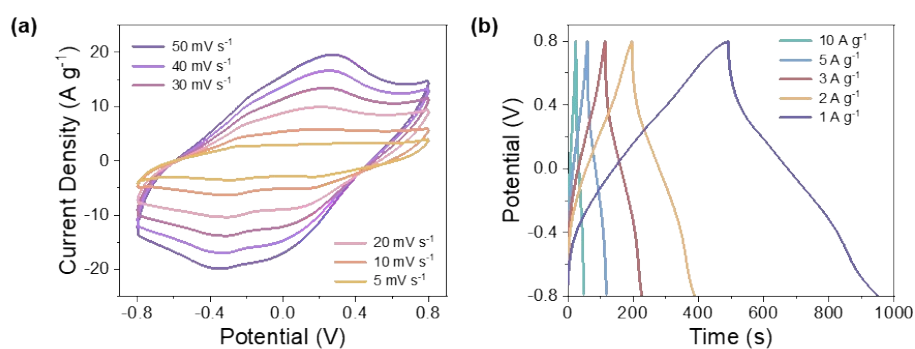 (a)
Current Density (A g⁻¹)
20
10
0
-10
-20
50 mV s⁻¹
40 mV s⁻¹
30 mV s⁻¹
20 mV s⁻¹
10 mV s⁻¹
5 mV s⁻¹
-0.8
-0.4
0.0
0.4
0.8
Potential (V)
(b)
Potential (V)
0.8
0.4
0.0
-0.4
-0.8
10 A g⁻¹
5 A g⁻¹
3 A g⁻¹
2 A g⁻¹
1 A g⁻¹
0
200
400
600
800
1000
Time (s)